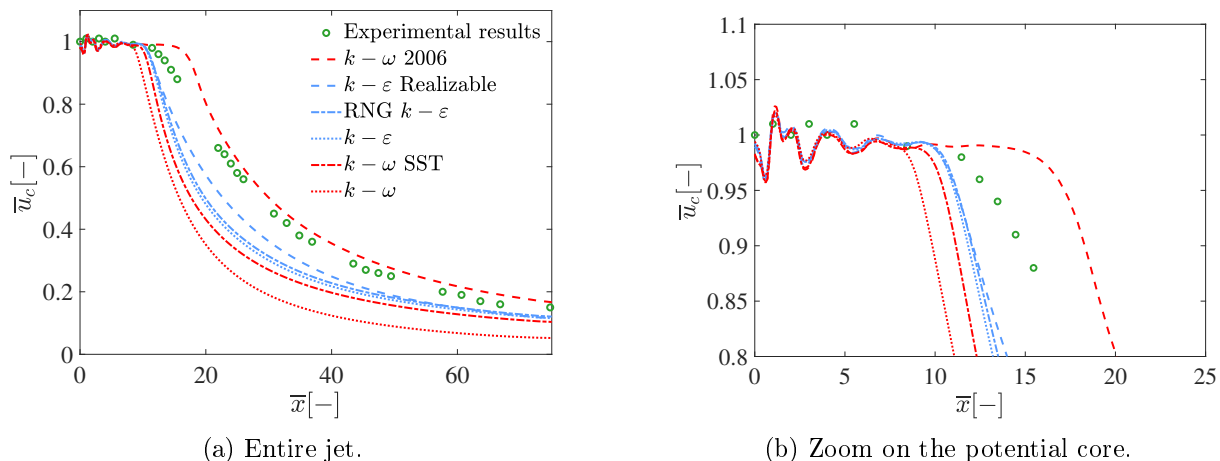 1
0.8
0.6
0.4
0.2
0
0 20 40 60
u̅_c[−]
x̅[−]
Experimental results
k − ω 2006
k − ε Realizable
RNG k − ε
k − ε
k − ω SST
k − ω
(a) Entire jet.
1.1
1.05
1
0.95
0.9
0.85
0.8
0 5 10 15 20 25
u̅_c[−]
x̅[−]
(b) Zoom on the potential core.